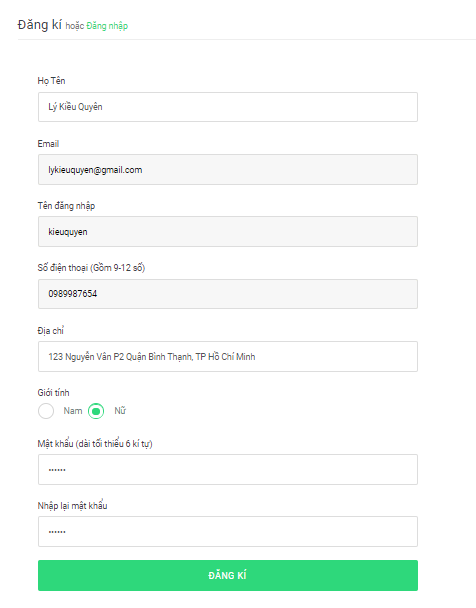 Đăng kí hoặc Đăng nhập
Họ Tên
Lý Kiều Quyên
Email
lykieuquyen@gmail.com
Tên đăng nhập
kieuquyen
Số điện thoại (Gồm 9-12 số)
0989987654
Địa chỉ
123 Nguyễn Văn P2 Quận Bình Thạnh, TP Hồ Chí Minh
Giới tính
Nam Nữ
Mật khẩu (dài tối thiểu 6 kí tự)
••••••
Nhập lại mật khẩu
••••••
ĐĂNG KÍ